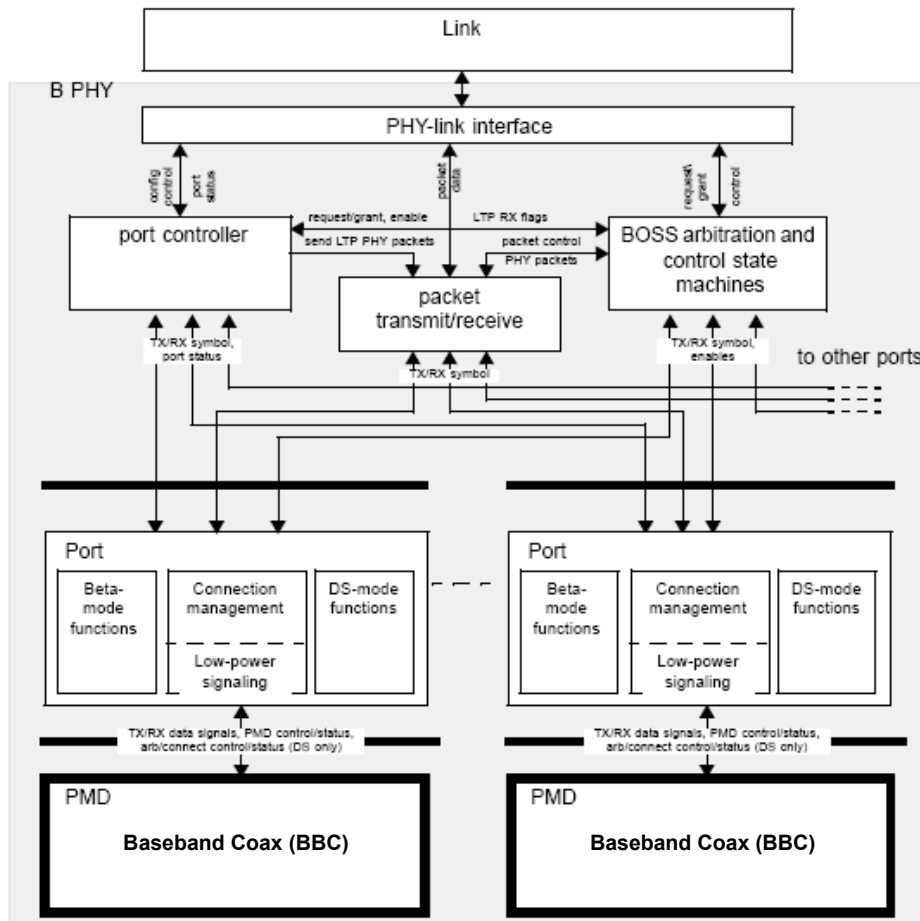 Link
B PHY
PHY-link interface
config
control
port
status
packet
data
request/
grant
control
port controller
request/grant, enable
LTP RX flags
send LTP PHY packets
packet control
PHY packets
BOSS arbitration and
control state
machines
packet
transmit/receive
TX/RX symbol,
port status
TX/RX symbol
TX/RX symbol,
enables
to other ports
Port
Beta-
mode
functions
Connection
management
Low-power
signaling
DS-mode
functions
Port
Beta-
mode
functions
Connection
management
Low-power
signaling
DS-mode
functions
TX/RX data signals, PMD control/status,
arb/connect control/status (DS only)
TX/RX data signals, PMD control/status,
arb/connect control/status (DS only)
PMD
Baseband Coax (BBC)
PMD
Baseband Coax (BBC)